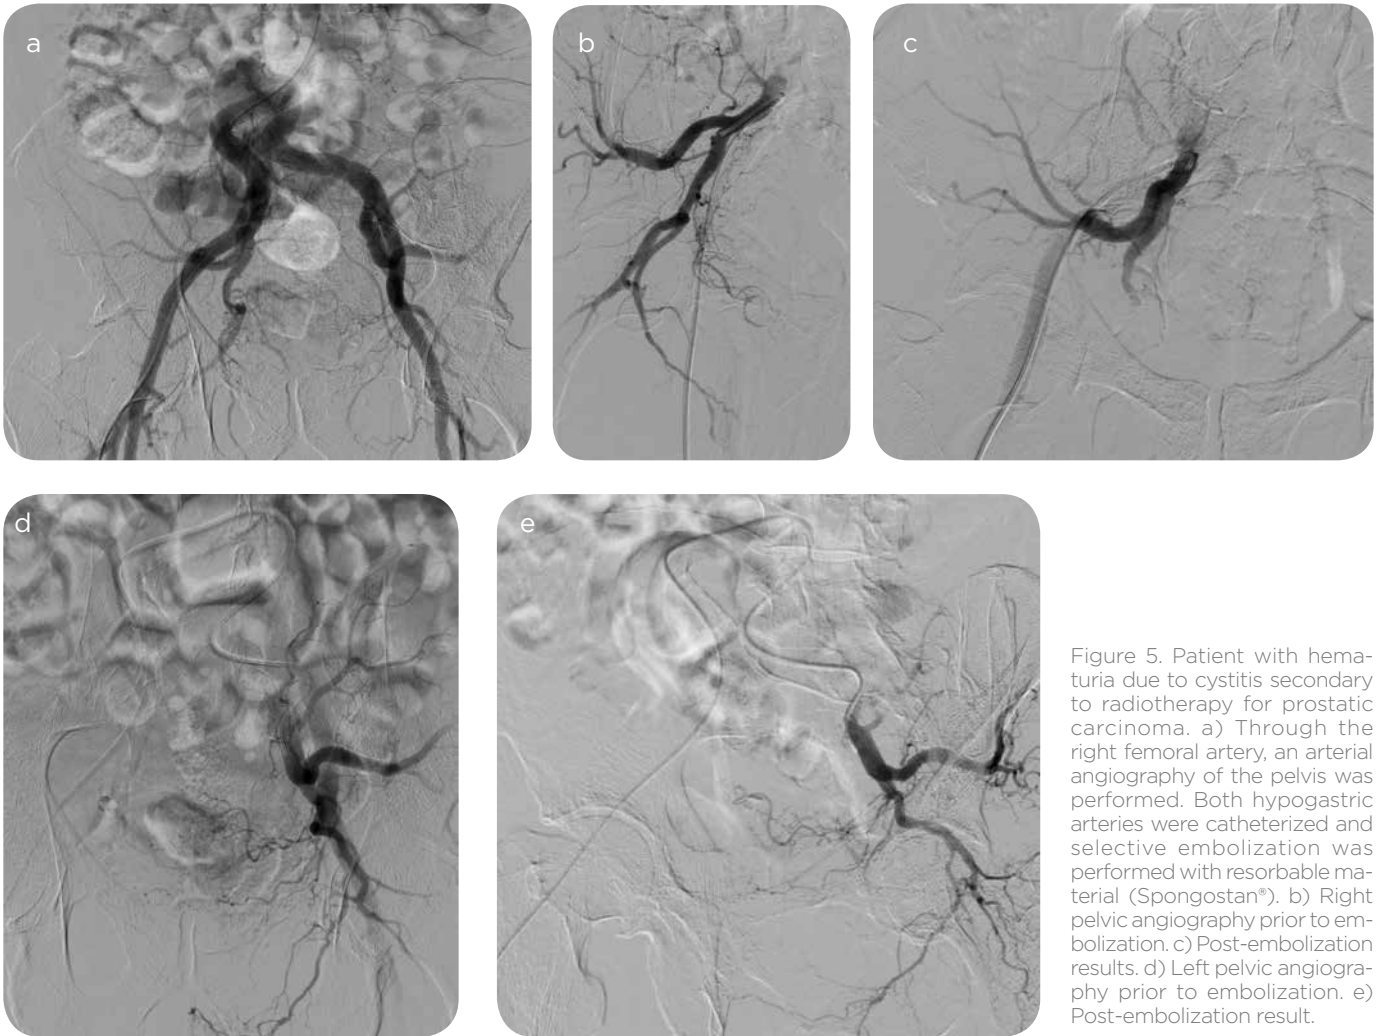 a
b
c
d
e
Figure 5. Patient with hema-
turia due to cystitis secondary
to radiotherapy for prostatic
carcinoma. a) Through the
right femoral artery, an arterial
angiography of the pelvis was
performed. Both hypogastric
arteries were catheterized and
selective embolization was
performed with resorbable ma-
terial (Spongostan®). b) Right
pelvic angiography prior to em-
bolization. c) Post-embolization
results. d) Left pelvic angiogra-
phy prior to embolization. e)
Post-embolization result.